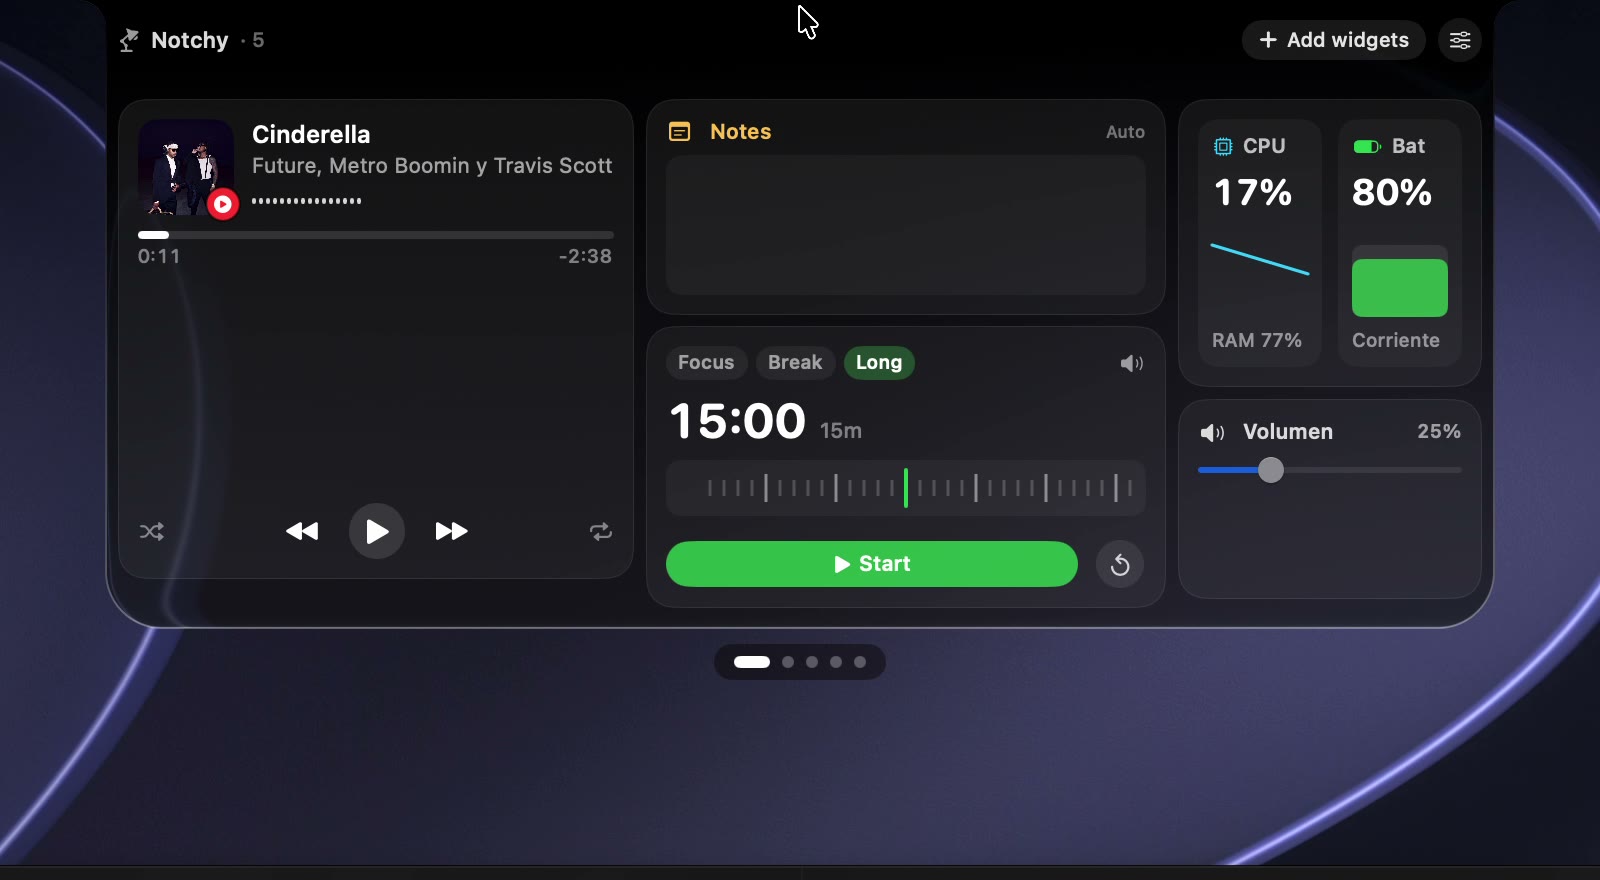 Notchy · 5
+ Add widgets
Cinderella
Future, Metro Boomin y Travis Scott
0:11
-2:38
Notes
Auto
Focus
Break
Long
15:00 15m
Start
CPU
17%
RAM 77%
Bat
80%
Corriente
Volumen
25%